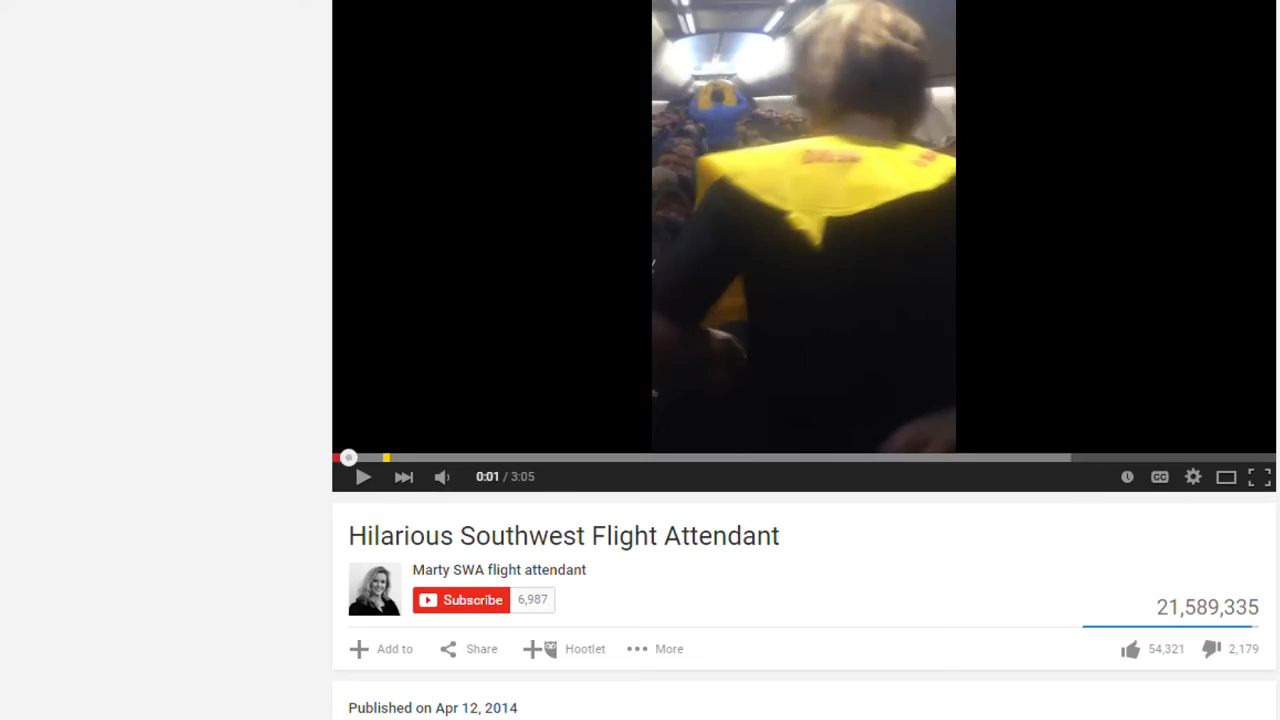 0:01 / 3:05
CC
Hilarious Southwest Flight Attendant
Marty SWA flight attendant
Subscribe 6,987
21,589,335
Add to Share Hootlet More 54,321 2,179
Published on Apr 12, 2014